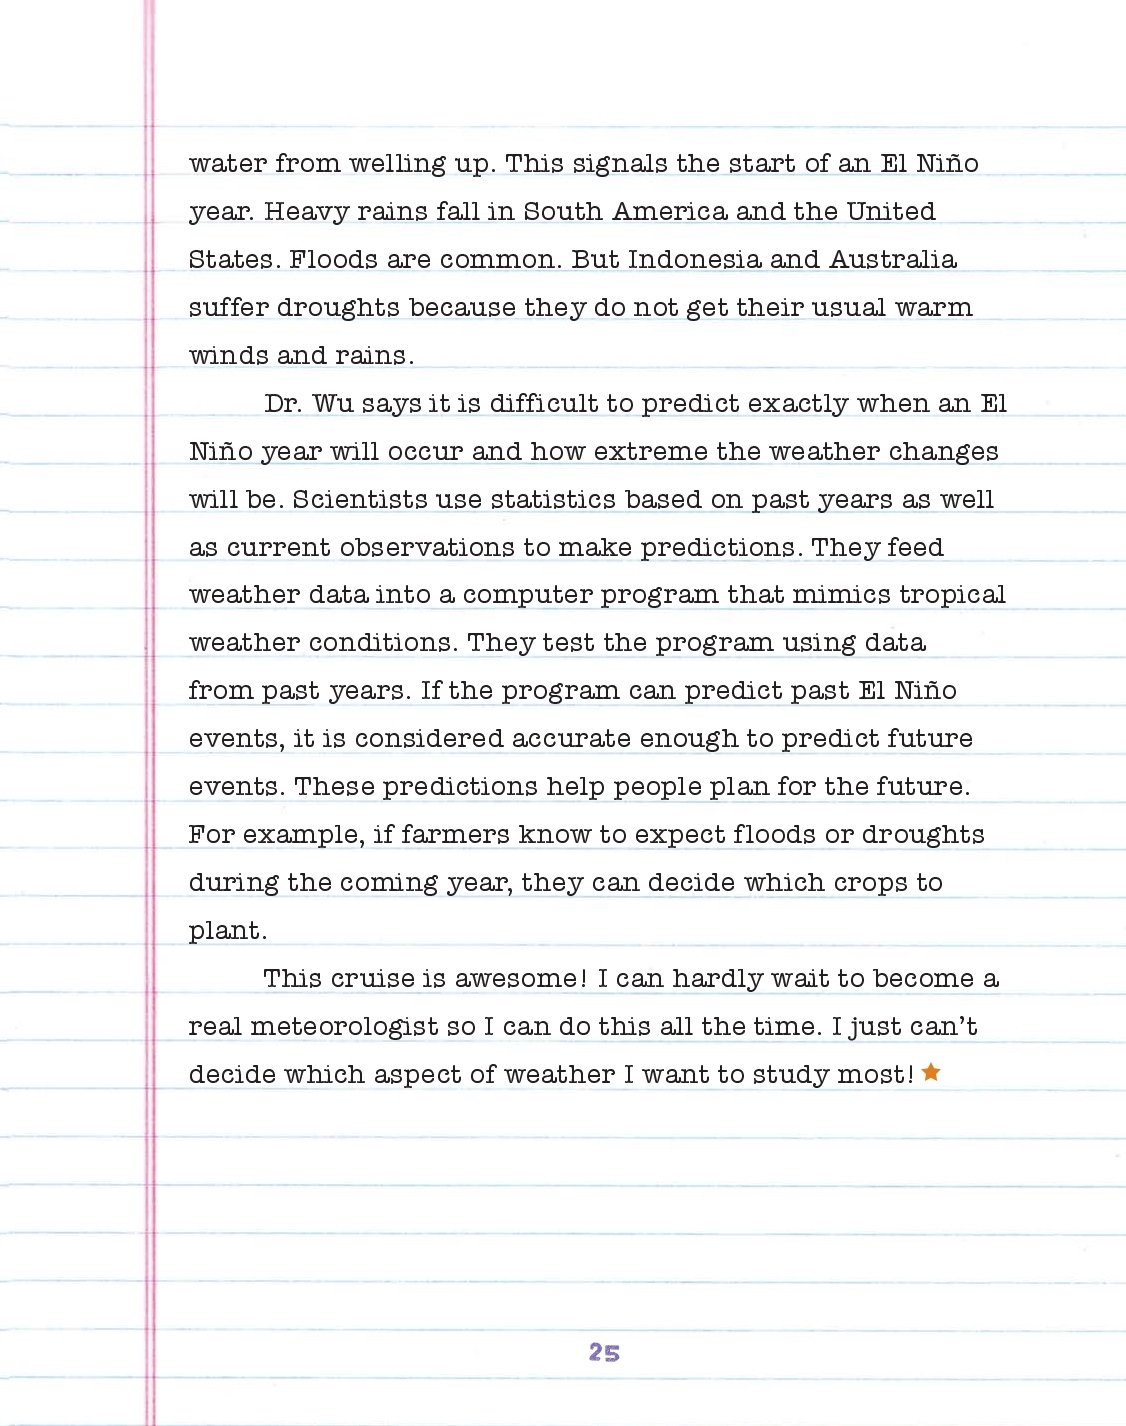 water from welling up. This signals the start of an El Niño
year. Heavy rains fall in South America and the United
States. Floods are common. But Indonesia and Australia
suffer droughts because they do not get their usual warm
winds and rains.
Dr. Wu says it is difficult to predict exactly when an El
Niño year will occur and how extreme the weather changes
will be. Scientists use statistics based on past years as well
as current observations to make predictions. They feed
weather data into a computer program that mimics tropical
weather conditions. They test the program using data
from past years. If the program can predict past El Niño
events, it is considered accurate enough to predict future
events. These predictions help people plan for the future.
For example, if farmers know to expect floods or droughts
during the coming year, they can decide which crops to
plant.
This cruise is awesome! I can hardly wait to become a
real meteorologist so I can do this all the time. I just can't
decide which aspect of weather I want to study most!
25